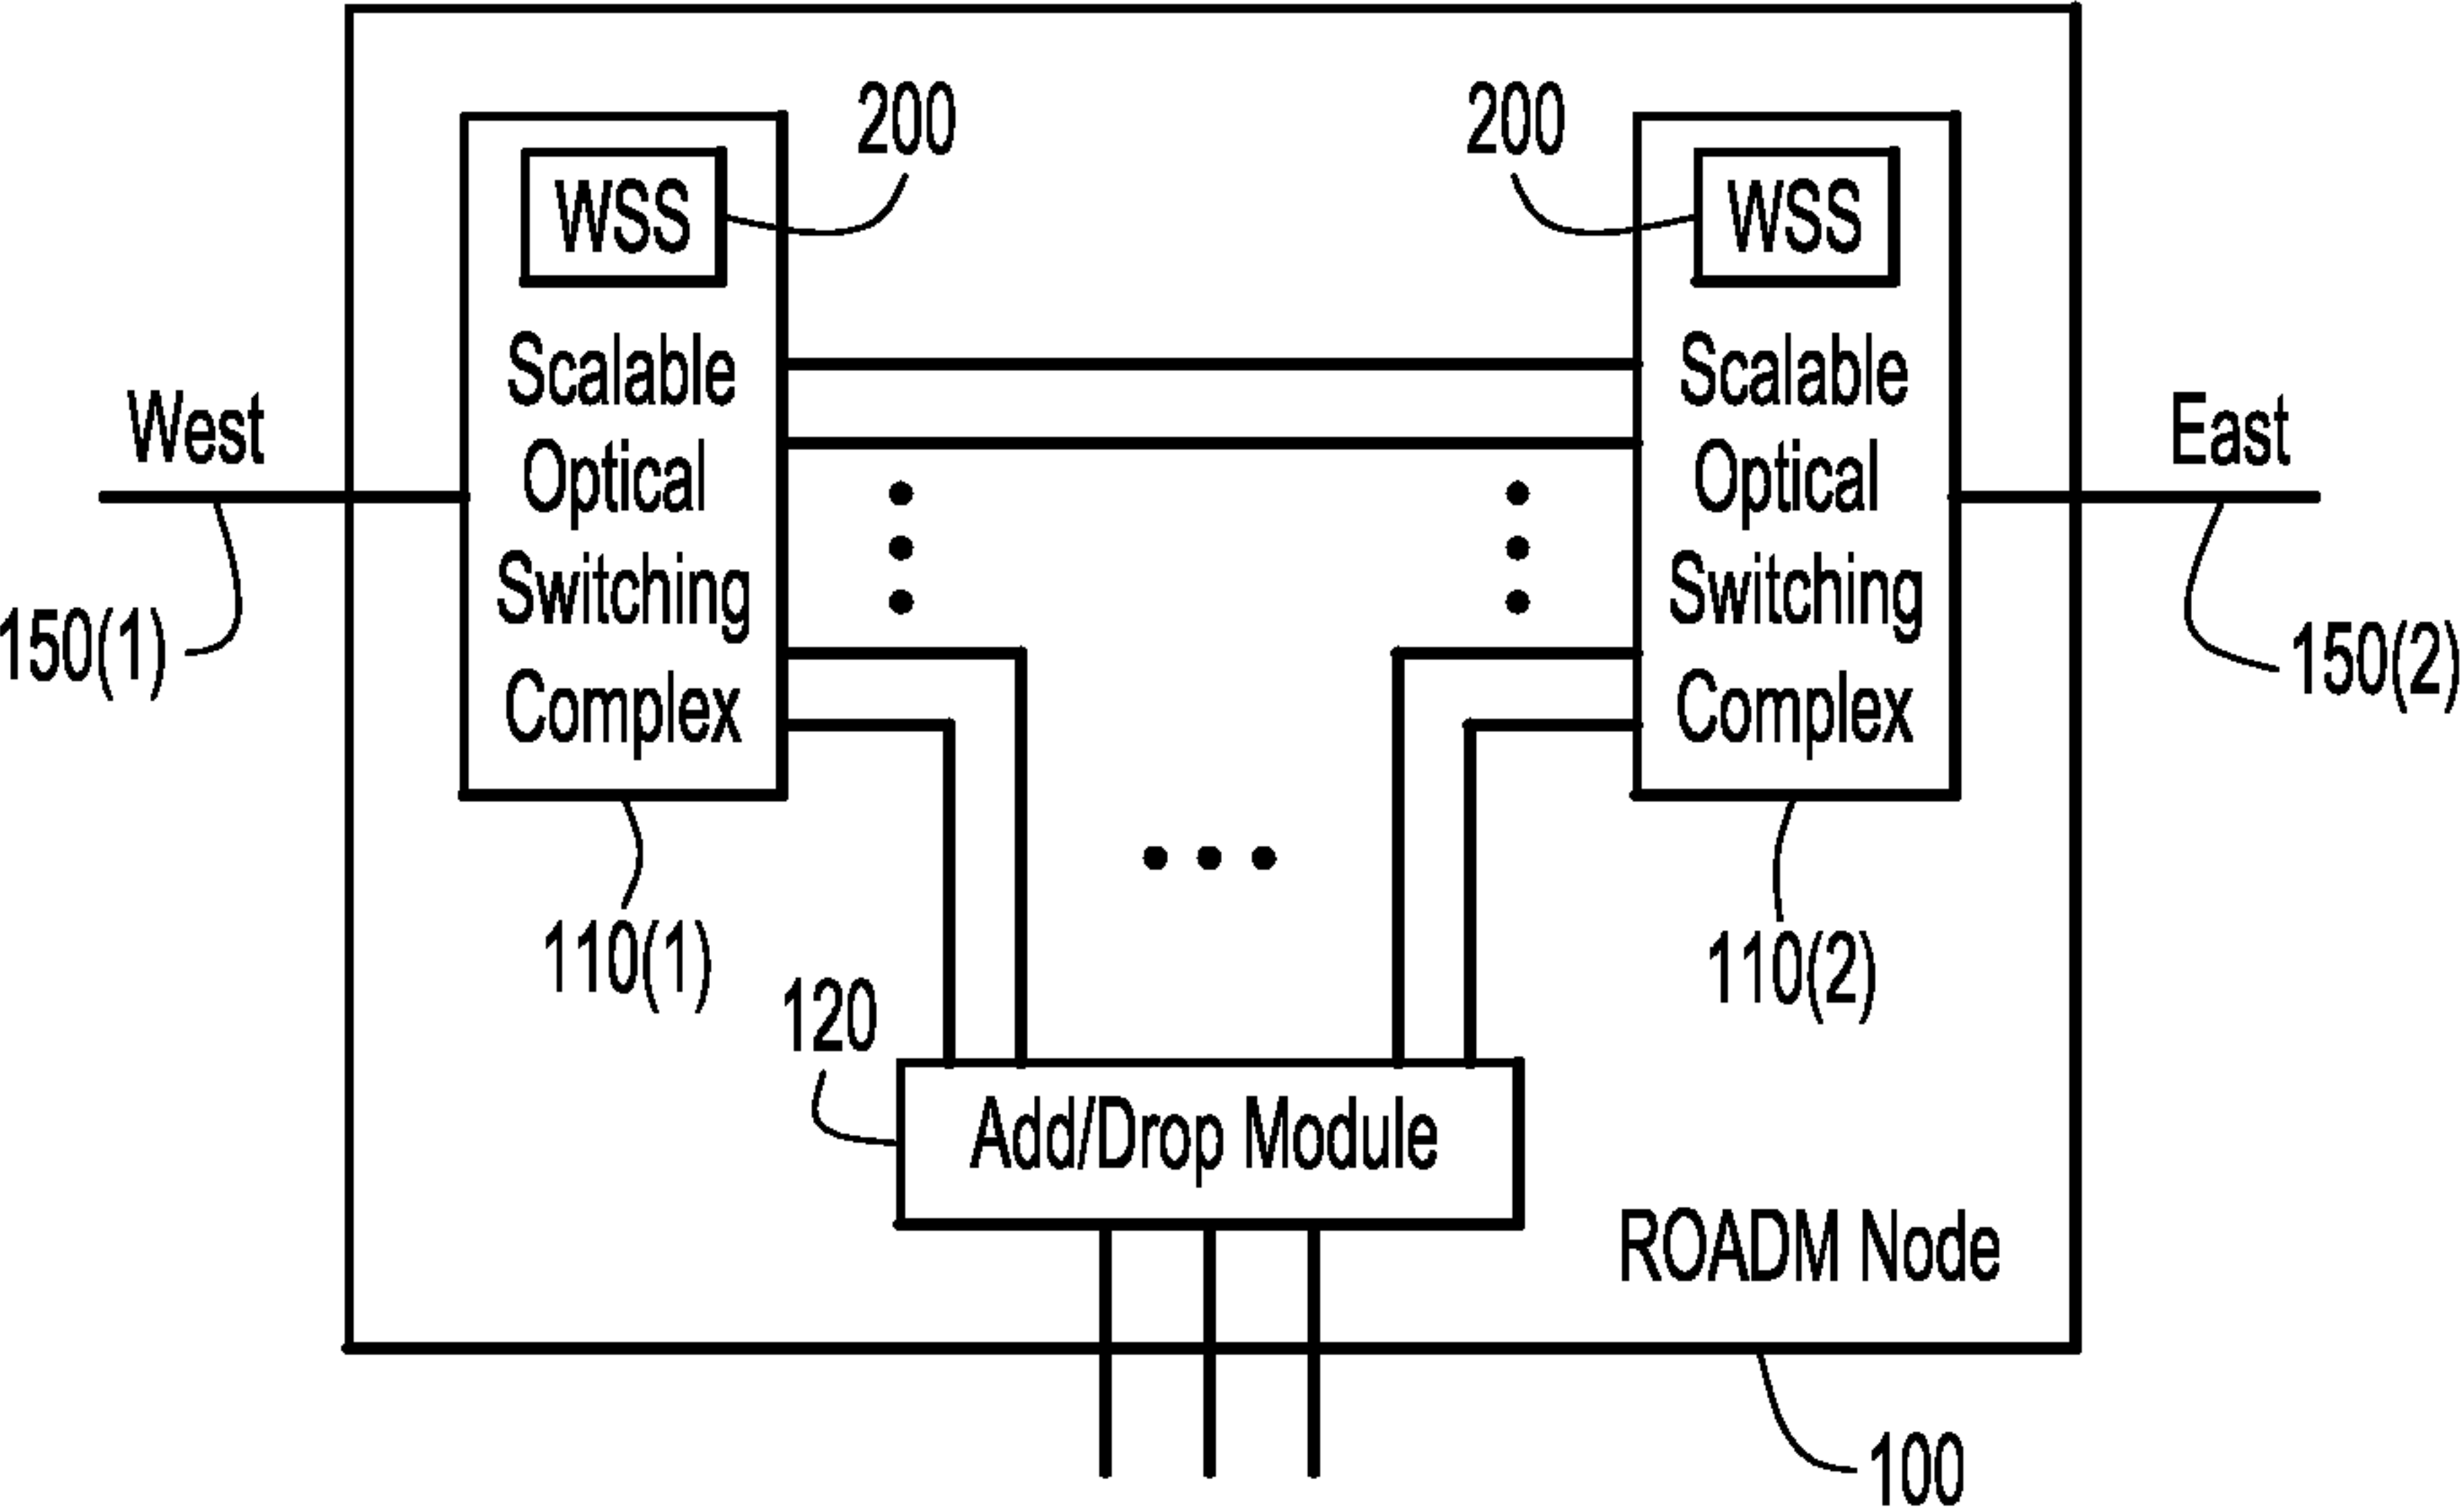 200
200
WSS
WSS
Scalable
Optical
Switching
Complex
Scalable
Optical
Switching
Complex
West
East
150(1)
150(2)
110(1)
110(2)
120
Add/Drop Module
ROADM Node
100